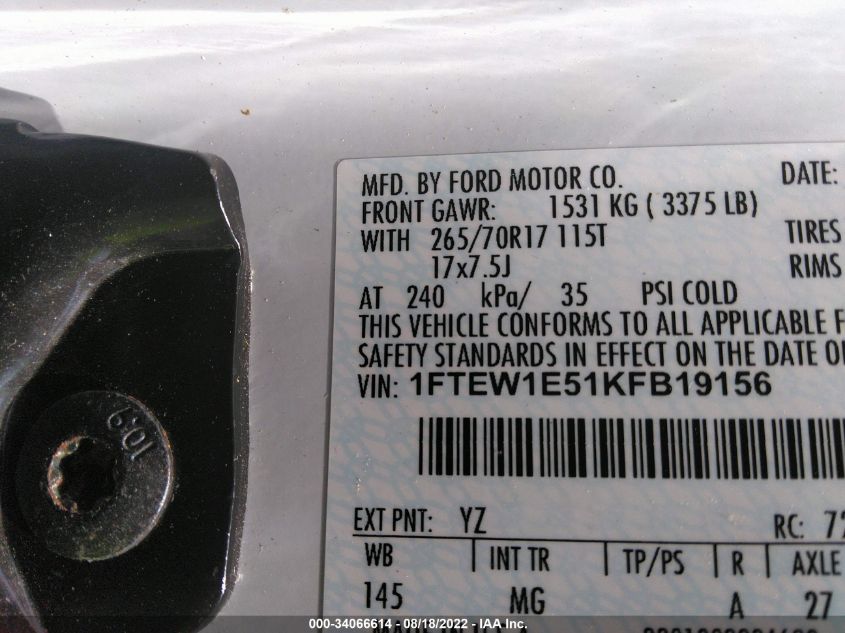 MFD. BY FORD MOTOR CO. DATE:
FRONT GAWR: 1531 KG ( 3375 LB)
WITH 265/70R17 115T TIRES
17x7.5J RIMS
AT 240 kPa/ 35 PSI COLD
THIS VEHICLE CONFORMS TO ALL APPLICABLE F
SAFETY STANDARDS IN EFFECT ON THE DATE O
VIN: 1FTEW1E51KFB19156
10.9
EXT PNT: YZ RC: 72
WB INT TR TP/PS R AXLE
145 MG A 27
000-34066614 - 08/18/2022 - IAA Inc.